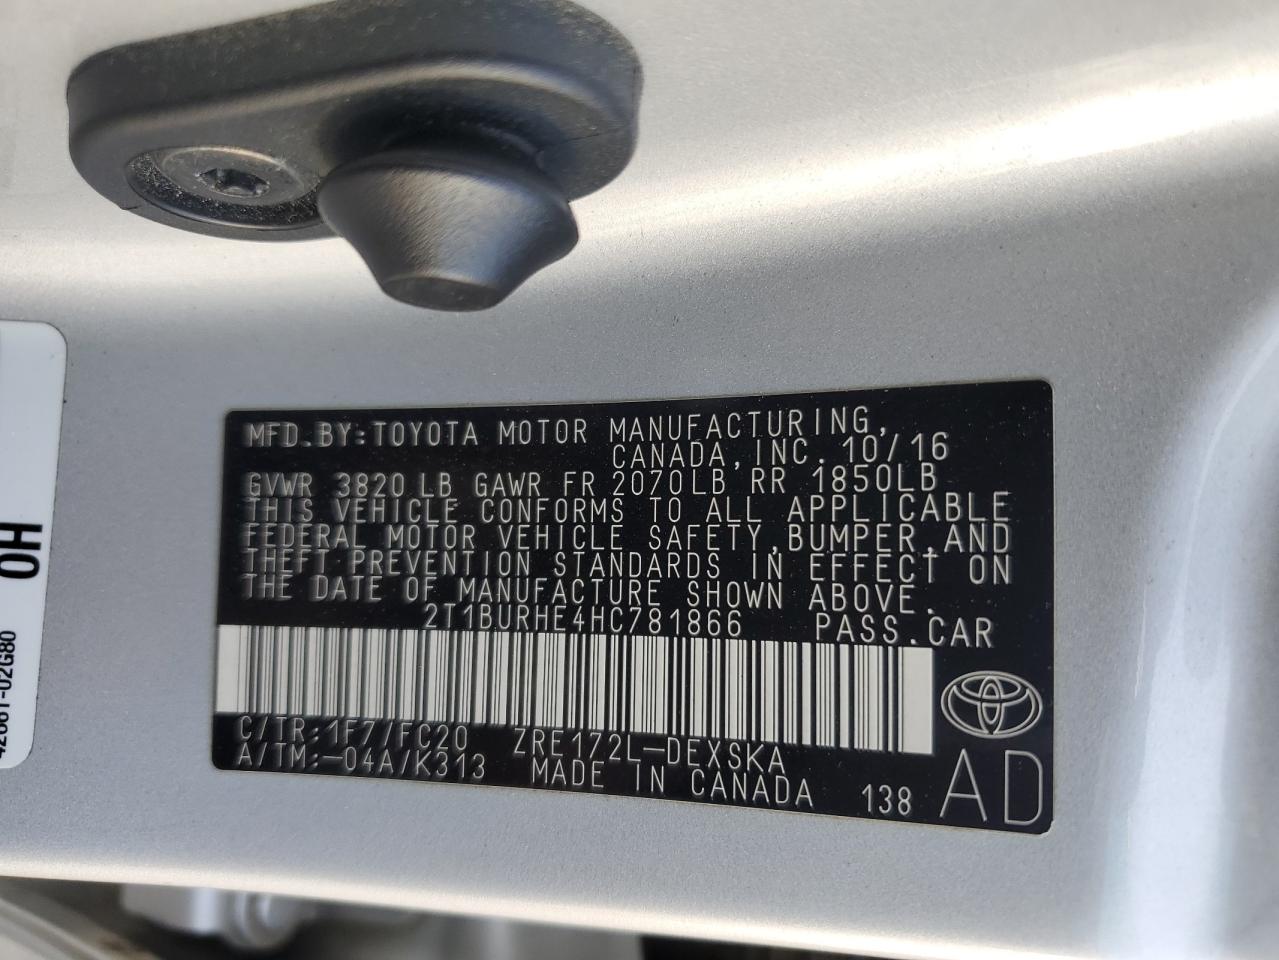 MFD.BY:TOYOTA MOTOR MANUFACTURING,
CANADA,INC. 10/16
GVWR 3820 LB GAWR FR 2070LB RR 1850LB
THIS VEHICLE CONFORMS TO ALL APPLICABLE
FEDERAL MOTOR VEHICLE SAFETY,BUMPER,AND
THEFT PREVENTION STANDARDS IN EFFECT ON
THE DATE OF MANUFACTURE SHOWN ABOVE.
2T1BURHE4HC781866 PASS.CAR
C/TR:1F7/FC20 ZRE172L-DEXSKA
A/TM:-04A/K313 MADE IN CANADA 138 AD
0H